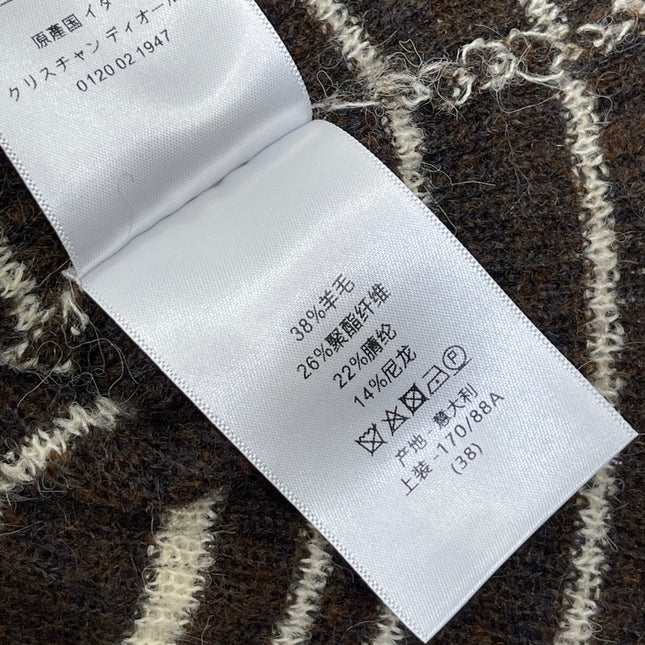 原産国 イタ
クリスチャンディオール
0120 02 1947
38%羊毛
26%聚酯纤维
22%腈纶
14%尼龙
P
产地 - 意大利
上装 -170/88A
(38)